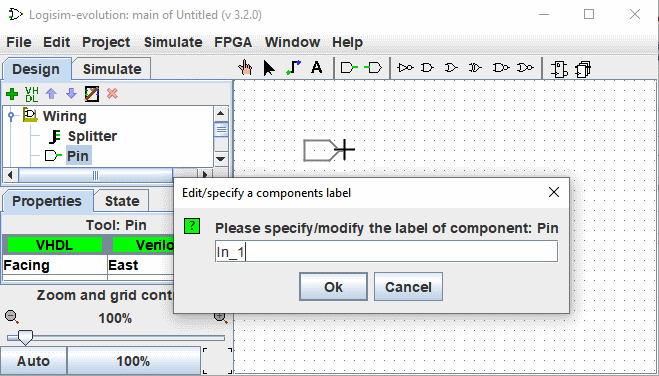 Logisim-evolution: main of Untitled (v 3.2.0)
File Edit Project Simulate FPGA Window Help
Design Simulate
A
VH
DL
Wiring
Splitter
Pin
Edit/specify a components label
Properties State
? Please specify/modify the label of component: Pin
Tool: Pin
VHDL Verilo
In_1
Facing East
Ok Cancel
Zoom and grid cont
100%
Auto 100%